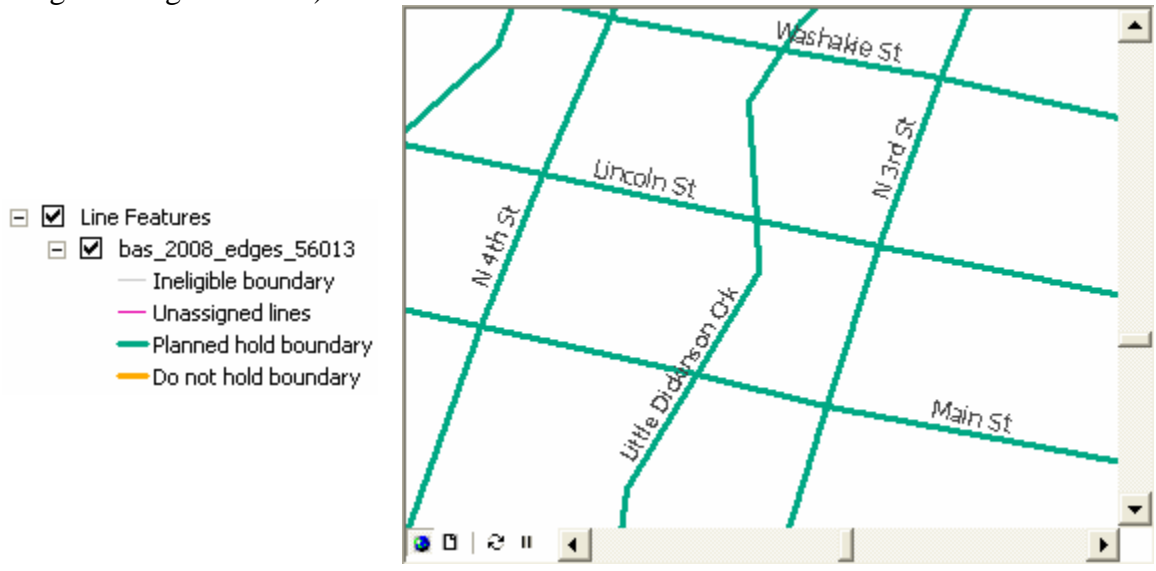 Washakie St
N 3rd St
Lincoln St
N 4th St
Line Features
bas_2008_edges_56013
Ineligible boundary
Unassigned lines
Planned hold boundary
Do not hold boundary
Little Dickinson Crk
Main St